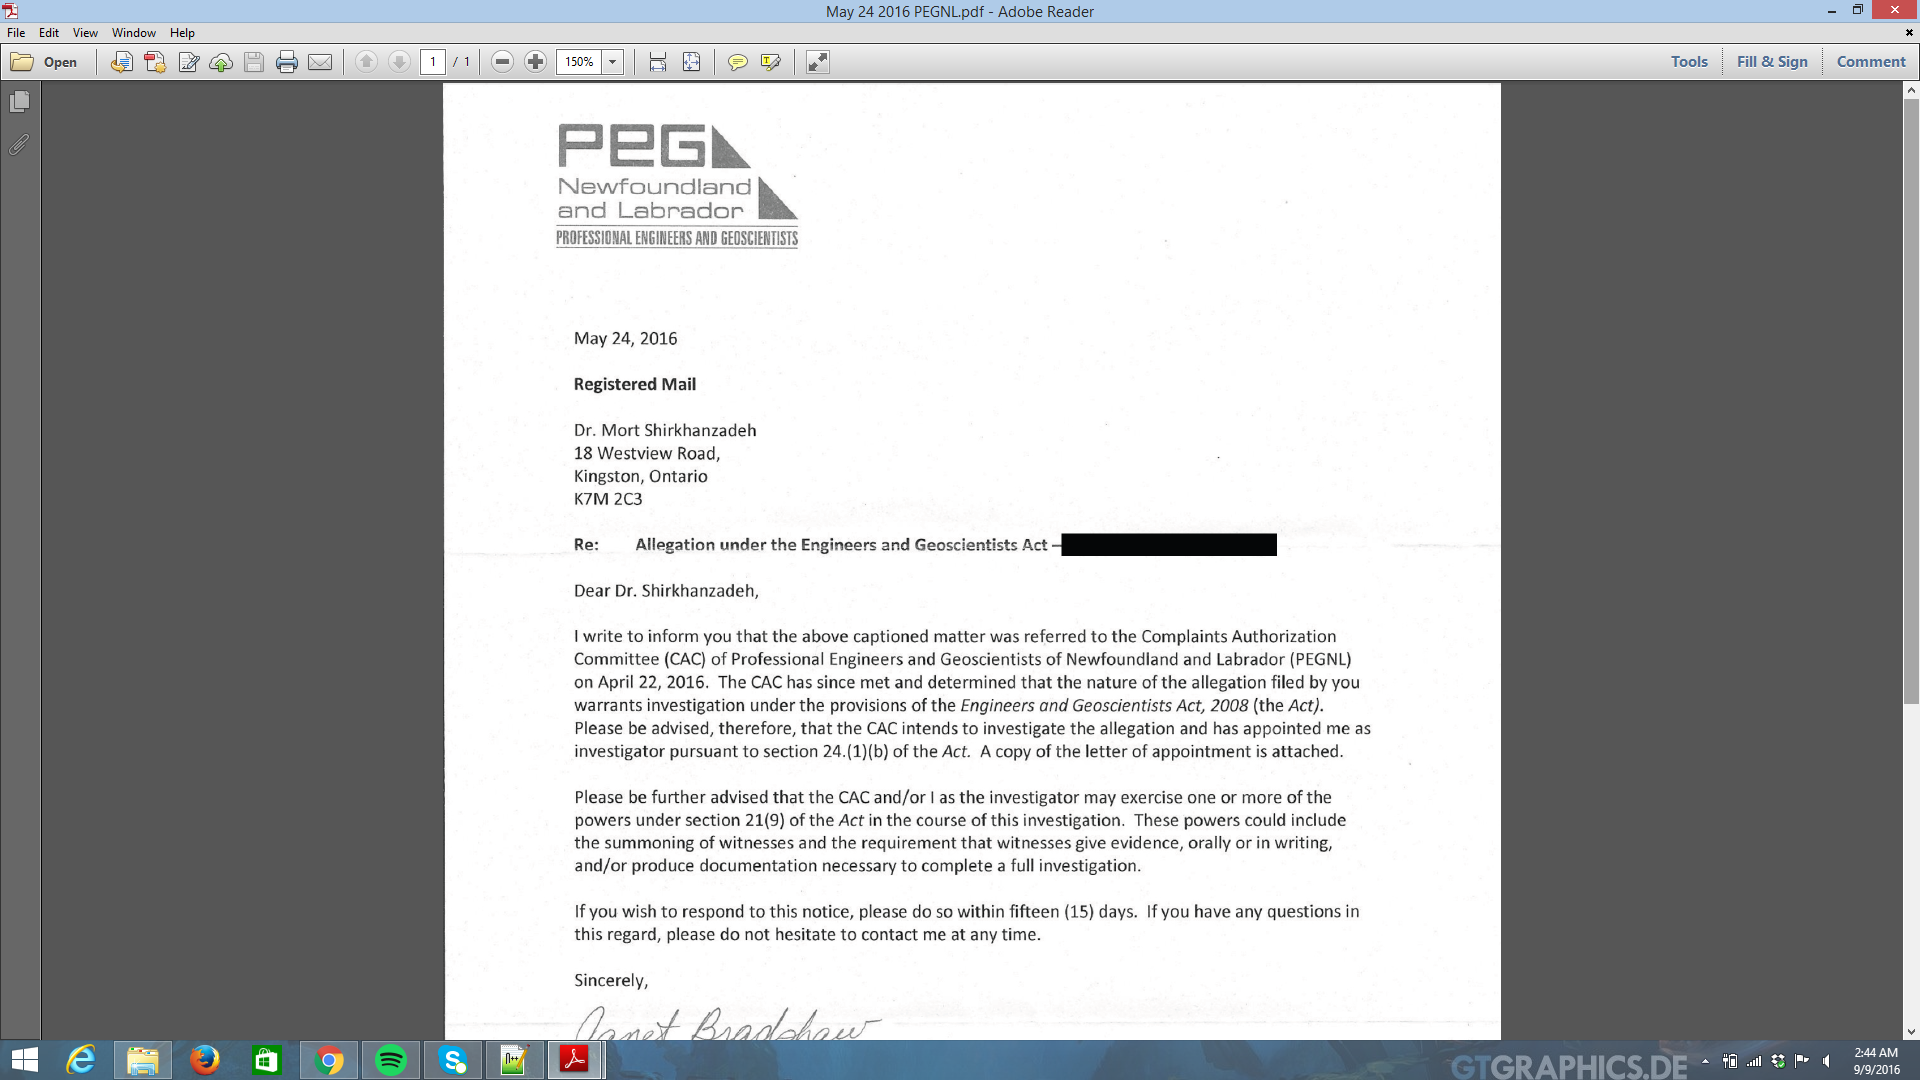 May 24 2016 PEGNL.pdf - Adobe Reader
File Edit View Window Help
Open 1 / 1 150% Tools Fill & Sign Comment
PEG
Newfoundland
and Labrador
PROFESSIONAL ENGINEERS AND GEOSCIENTISTS
May 24, 2016
Registered Mail
Dr. Mort Shirkhanzadeh
18 Westview Road,
Kingston, Ontario
K7M 2C3
Re: Allegation under the Engineers and Geoscientists Act –
Dear Dr. Shirkhanzadeh,
I write to inform you that the above captioned matter was referred to the Complaints Authorization
Committee (CAC) of Professional Engineers and Geoscientists of Newfoundland and Labrador (PEGNL)
on April 22, 2016. The CAC has since met and determined that the nature of the allegation filed by you
warrants investigation under the provisions of the Engineers and Geoscientists Act, 2008 (the Act).
Please be advised, therefore, that the CAC intends to investigate the allegation and has appointed me as
investigator pursuant to section 24.(1)(b) of the Act. A copy of the letter of appointment is attached.
Please be further advised that the CAC and/or I as the investigator may exercise one or more of the
powers under section 21(9) of the Act in the course of this investigation. These powers could include
the summoning of witnesses and the requirement that witnesses give evidence, orally or in writing,
and/or produce documentation necessary to complete a full investigation.
If you wish to respond to this notice, please do so within fifteen (15) days. If you have any questions in
this regard, please do not hesitate to contact me at any time.
Sincerely,
Janet Bradshaw
GTGRAPHICS.DE
2:44 AM
9/9/2016